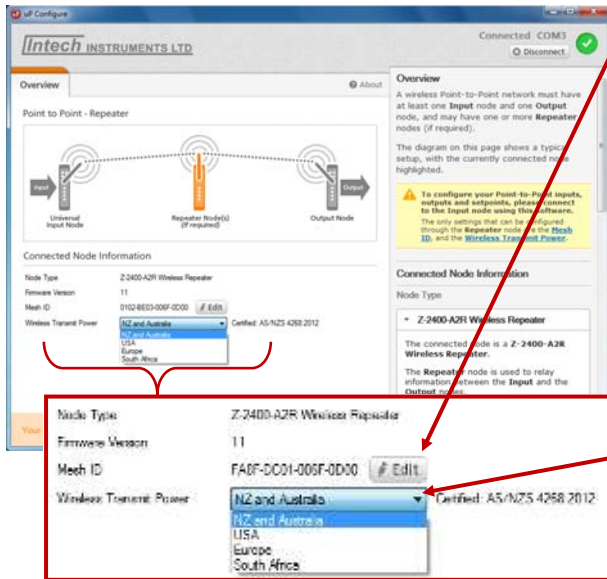 uP Configure
Intech INSTRUMENTS LTD
Connected COM3
Disconnect
Overview
About
Point to Point - Repeater
Input
Output
Universal
Input Node
Repeater Node(s)
(If required)
Output Node
Connected Node Information
Node Type Z-2400-A2R Wireless Repeater
Firmware Version 11
Mesh ID 0102-BE03-006F-0D00 Edit
Wireless Transmit Power NZ and Australia Certified: AS/NZS 4268:2012
NZ and Australia
USA
Europe
South Africa
Your
Overview
A wireless Point-to-Point network must have
at least one Input node and one Output
node, and may have one or more Repeater
nodes (if required).
The diagram on this page shows a typical
setup, with the currently connected node
highlighted.
To configure your Point-to-Point inputs,
outputs and setpoints, please connect
to the Input node using this software.
The only settings that can be configured
through the Repeater node are the Mesh
ID, and the Wireless Transmit Power.
Connected Node Information
Node Type
Z-2400-A2R Wireless Repeater
The connected node is a Z-2400-A2R
Wireless Repeater.
The Repeater node is used to relay
information between the Input and the
Output nodes.
Node Type Z-2400-A2R Wireless Repeater
Firmware Version 11
Mesh ID FA8F-DC01-006F-0D00 Edit
Wireless Transmit Power NZ and Australia Certified: AS/NZS 4268:2012
NZ and Australia
USA
Europe
South Africa